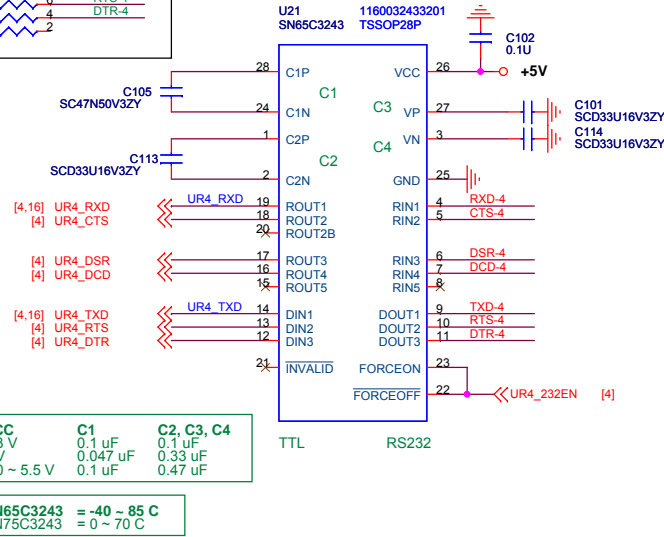 DTR-4
4
2
U21
1160032433201
SN65C3243
TSSOP28P
C102
0.1U
+5V
C105
SC47N50V3ZY
28
C1P
VCC
26
C1
24
C1N
C3
VP
27
C101
SCD33U16V3ZY
1
C2P
C4
VN
3
C114
SCD33U16V3ZY
C113
SCD33U16V3ZY
C2
2
C2N
GND
25
[4,16] UR4_RXD
UR4_RXD
19
ROUT1
RIN1
4
RXD-4
[4] UR4_CTS
18
ROUT2
RIN2
5
CTS-4
20
ROUT2B
[4] UR4_DSR
17
ROUT3
RIN3
6
DSR-4
[4] UR4_DCD
16
ROUT4
RIN4
7
DCD-4
15
ROUT5
RIN5
8
[4,16] UR4_TXD
UR4_TXD
14
DIN1
DOUT1
9
TXD-4
[4] UR4_RTS
13
DIN2
DOUT2
10
RTS-4
[4] UR4_DTR
12
DIN3
DOUT3
11
DTR-4
21
INVALID
FORCEON
23
FORCEOFF
22
UR4_232EN [4]
TTL
RS232
C1 C2, C3, C4
V 0.1 uF 0.1 uF
V 0.047 uF 0.33 uF
~ 5.5 V 0.1 uF 0.47 uF
N65C3243 = -40 ~ 85 C
N75C3243 = 0 ~ 70 C